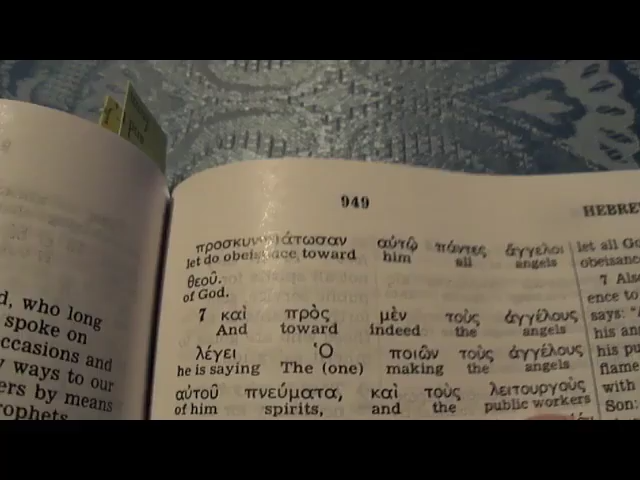 949
HEBREW
προσκυνησάτωσαν αὐτῷ πάντες ἄγγελοι
let do obeisance toward him all angels
θεοῦ.
of God.
7 καὶ πρὸς μὲν τοὺς ἀγγέλους
And toward indeed the angels
λέγει Ὁ ποιῶν τοὺς ἀγγέλους
he is saying The (one) making the angels
αὐτοῦ πνεύματα, καὶ τοὺς λειτουργοὺς
of him spirits, and the public workers
d, who long
spoke on
ccasions and
y ways to our
ers by means
rophets
let all Go
obeisanc
7 Also
ence to
says: "
his an
his pu
flame
with
Son: